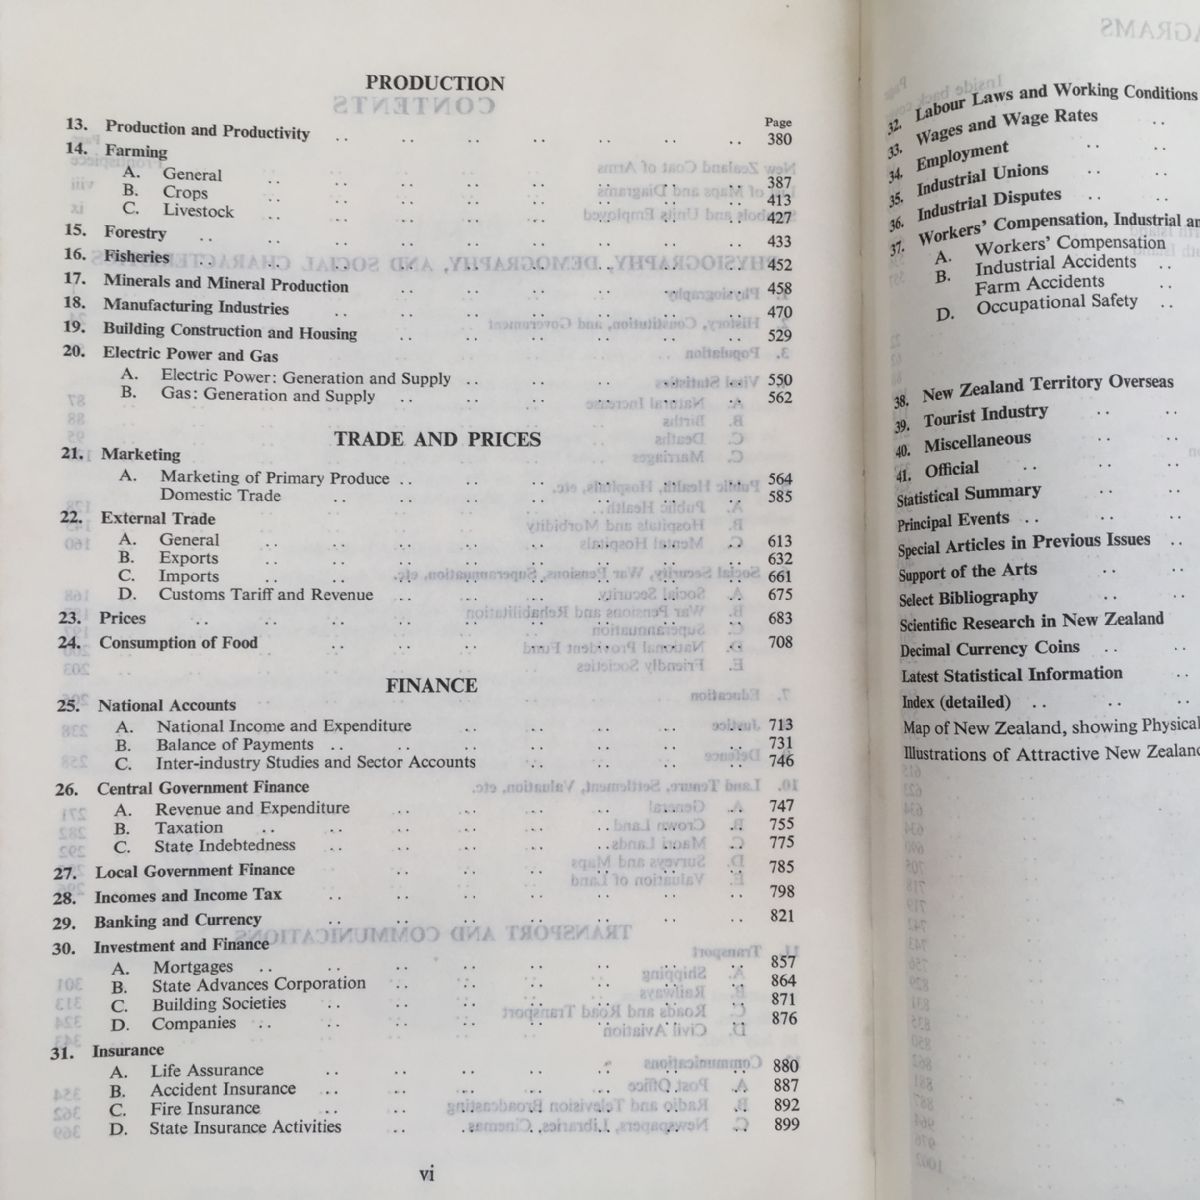 PRODUCTION
Page
13. Production and Productivity .. .. .. .. .. .. .. 380
14. Farming
A. General .. .. .. .. .. .. .. .. 387
B. Crops .. .. .. .. .. .. .. .. 413
C. Livestock .. .. .. .. .. .. .. .. 427
15. Forestry .. .. .. .. .. .. .. .. .. 433
16. Fisheries .. .. .. .. .. .. .. .. .. 452
17. Minerals and Mineral Production .. .. .. .. .. .. 458
18. Manufacturing Industries .. .. .. .. .. .. .. 470
19. Building Construction and Housing .. .. .. .. .. .. 529
20. Electric Power and Gas
A. Electric Power: Generation and Supply .. .. .. .. .. 550
B. Gas: Generation and Supply .. .. .. .. .. .. 562
TRADE AND PRICES
21. Marketing
A. Marketing of Primary Produce .. .. .. .. .. .. 564
Domestic Trade .. .. .. .. .. .. .. 585
22. External Trade
A. General .. .. .. .. .. .. .. .. 613
B. Exports .. .. .. .. .. .. .. .. 632
C. Imports .. .. .. .. .. .. .. .. 661
D. Customs Tariff and Revenue .. .. .. .. .. .. 675
23. Prices .. .. .. .. .. .. .. .. .. 683
24. Consumption of Food .. .. .. .. .. .. .. 708
FINANCE
25. National Accounts
A. National Income and Expenditure .. .. .. .. .. 713
B. Balance of Payments .. .. .. .. .. .. .. 731
C. Inter-industry Studies and Sector Accounts .. .. .. .. 746
26. Central Government Finance
A. Revenue and Expenditure .. .. .. .. .. .. 747
B. Taxation .. .. .. .. .. .. .. .. 755
C. State Indebtedness .. .. .. .. .. .. .. 775
27. Local Government Finance .. .. .. .. .. .. 785
28. Incomes and Income Tax .. .. .. .. .. .. .. 798
29. Banking and Currency .. .. .. .. .. .. .. 821
30. Investment and Finance
A. Mortgages .. .. .. .. .. .. .. .. 857
B. State Advances Corporation .. .. .. .. .. .. 864
C. Building Societies .. .. .. .. .. .. .. 871
D. Companies .. .. .. .. .. .. .. .. 876
31. Insurance
A. Life Assurance .. .. .. .. .. .. .. 880
B. Accident Insurance .. .. .. .. .. .. .. 887
C. Fire Insurance .. .. .. .. .. .. .. 892
D. State Insurance Activities .. .. .. .. .. .. 899
vi
32. Labour Laws and Working Conditions
33. Wages and Wage Rates ..
34. Employment .. ..
35. Industrial Unions .. ..
36. Industrial Disputes .. ..
37. Workers' Compensation, Industrial
A. Workers' Compensation
B. Industrial Accidents ..
Farm Accidents ..
D. Occupational Safety ..
38. New Zealand Territory Overseas
39. Tourist Industry .. ..
40. Miscellaneous .. ..
41. Official .. .. ..
Statistical Summary .. ..
Principal Events .. .. ..
Special Articles in Previous Issues ..
Support of the Arts .. ..
Select Bibliography .. ..
Scientific Research in New Zealand
Decimal Currency Coins .. ..
Latest Statistical Information ..
Index (detailed) .. .. ..
Map of New Zealand, showing Physical
Illustrations of Attractive New